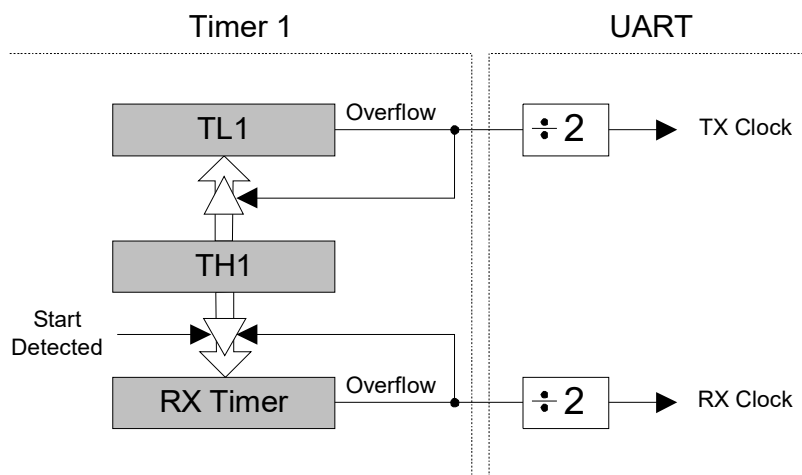 Timer 1
UART
TL1
Overflow
÷ 2
TX Clock
TH1
Start
Detected
RX Timer
Overflow
÷ 2
RX Clock